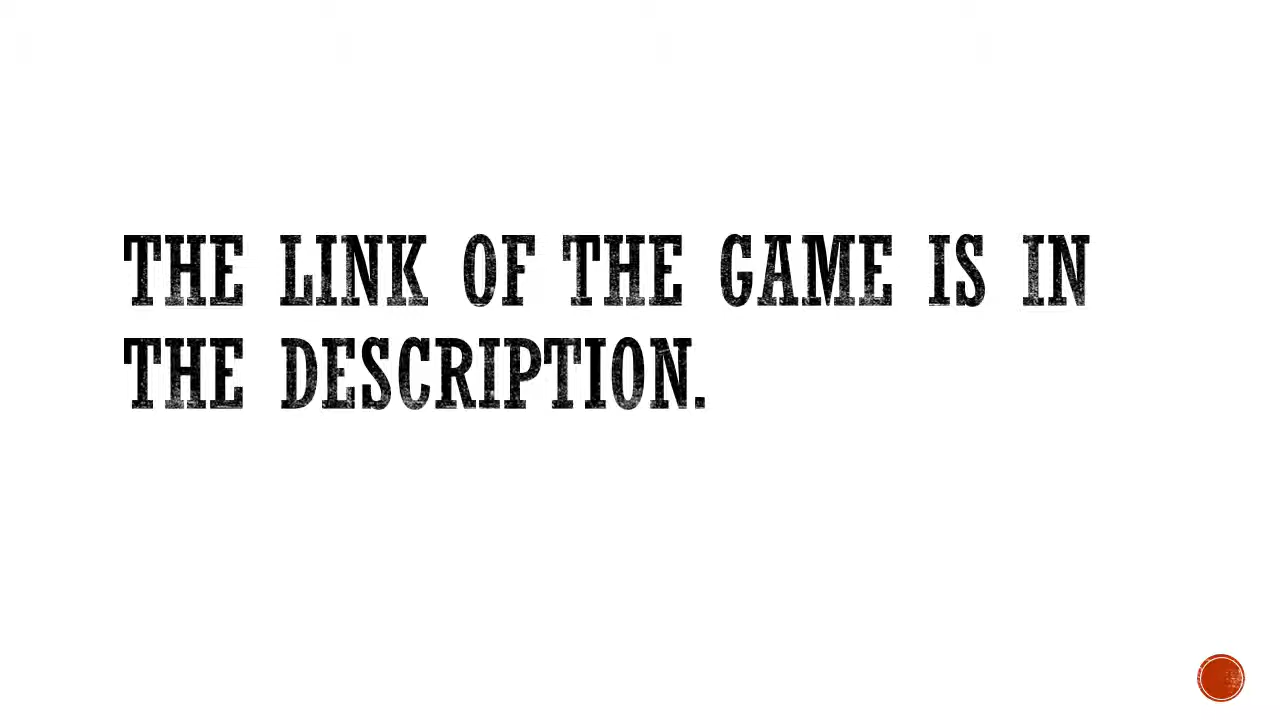 THE LINK OF THE GAME IS IN
THE DESCRIPTION.